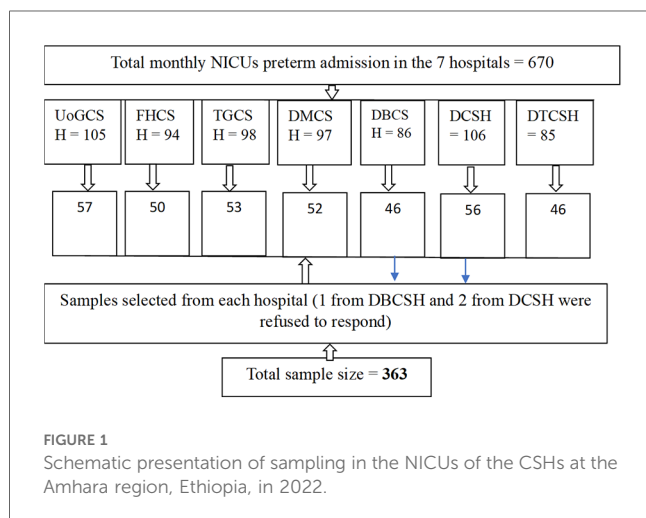 Total monthly NICUs preterm admission in the 7 hospitals = 670
UoGCS
H = 105
FHCS
H = 94
TGCS
H = 98
DMCS
H = 97
DBCS
H = 86
DCSH
= 106
DTCSH
= 85
57
50
53
52
46
56
46
Samples selected from each hospital (1 from DBCSH and 2 from DCSH were
refused to respond)
Total sample size = 363
FIGURE 1
Schematic presentation of sampling in the NICUs of the CSHs at the
Amhara region, Ethiopia, in 2022.